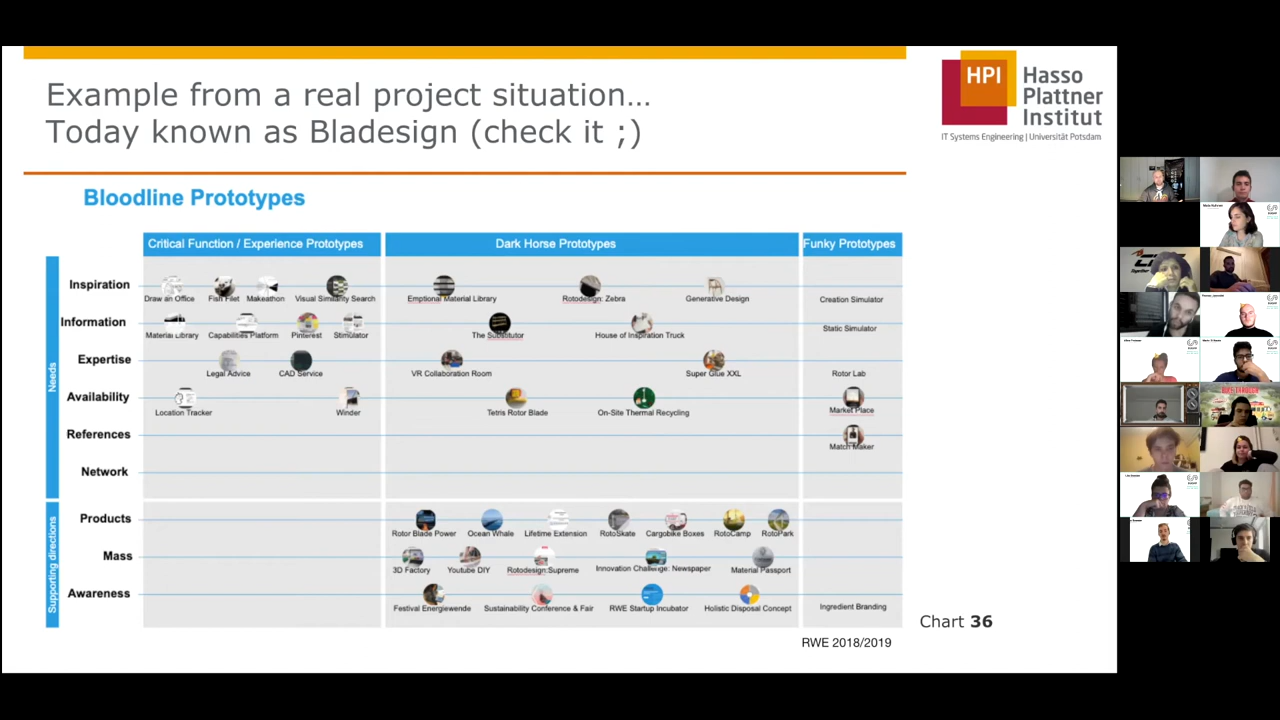 Example from a real project situation…
Today known as Bladesign (check it ;)
HPI
Hasso
Plattner
Institut
IT Systems Engineering | Universität Potsdam
Bloodline Prototypes
Critical Function / Experience Prototypes
Dark Horse Prototypes
Funky Prototypes
Needs
Inspiration
Draw an Office
Fish Filet
Makeathon
Visual Similarity Search
Emptional Material Library
Rotodesign: Zebra
Generative Design
Creation Simulator
Information
Material Library
Capabilities Platform
Pinterest
Stimulator
The Substitutor
House of Inspiration Truck
Static Simulator
Expertise
Legal Advice
CAD Service
VR Collaboration Room
Super Glue XXL
Rotor Lab
Availability
Location Tracker
Winder
Tetris Rotor Blade
On-Site Thermal Recycling
Market Place
References
Match Maker
Network
Supporting directions
Products
Rotor Blade Power
Ocean Whale
Lifetime Extension
RotoSkate
Cargobike Boxes
RotoCamp
RotoPark
Mass
3D Factory
Youtube DIY
Rotodesign:Supreme
Innovation Challenge: Newspaper
Material Passport
Awareness
Festival Energiewende
Sustainability Conference & Fair
RWE Startup Incubator
Holistic Disposal Concept
Ingredient Branding
Chart 36
RWE 2018/2019